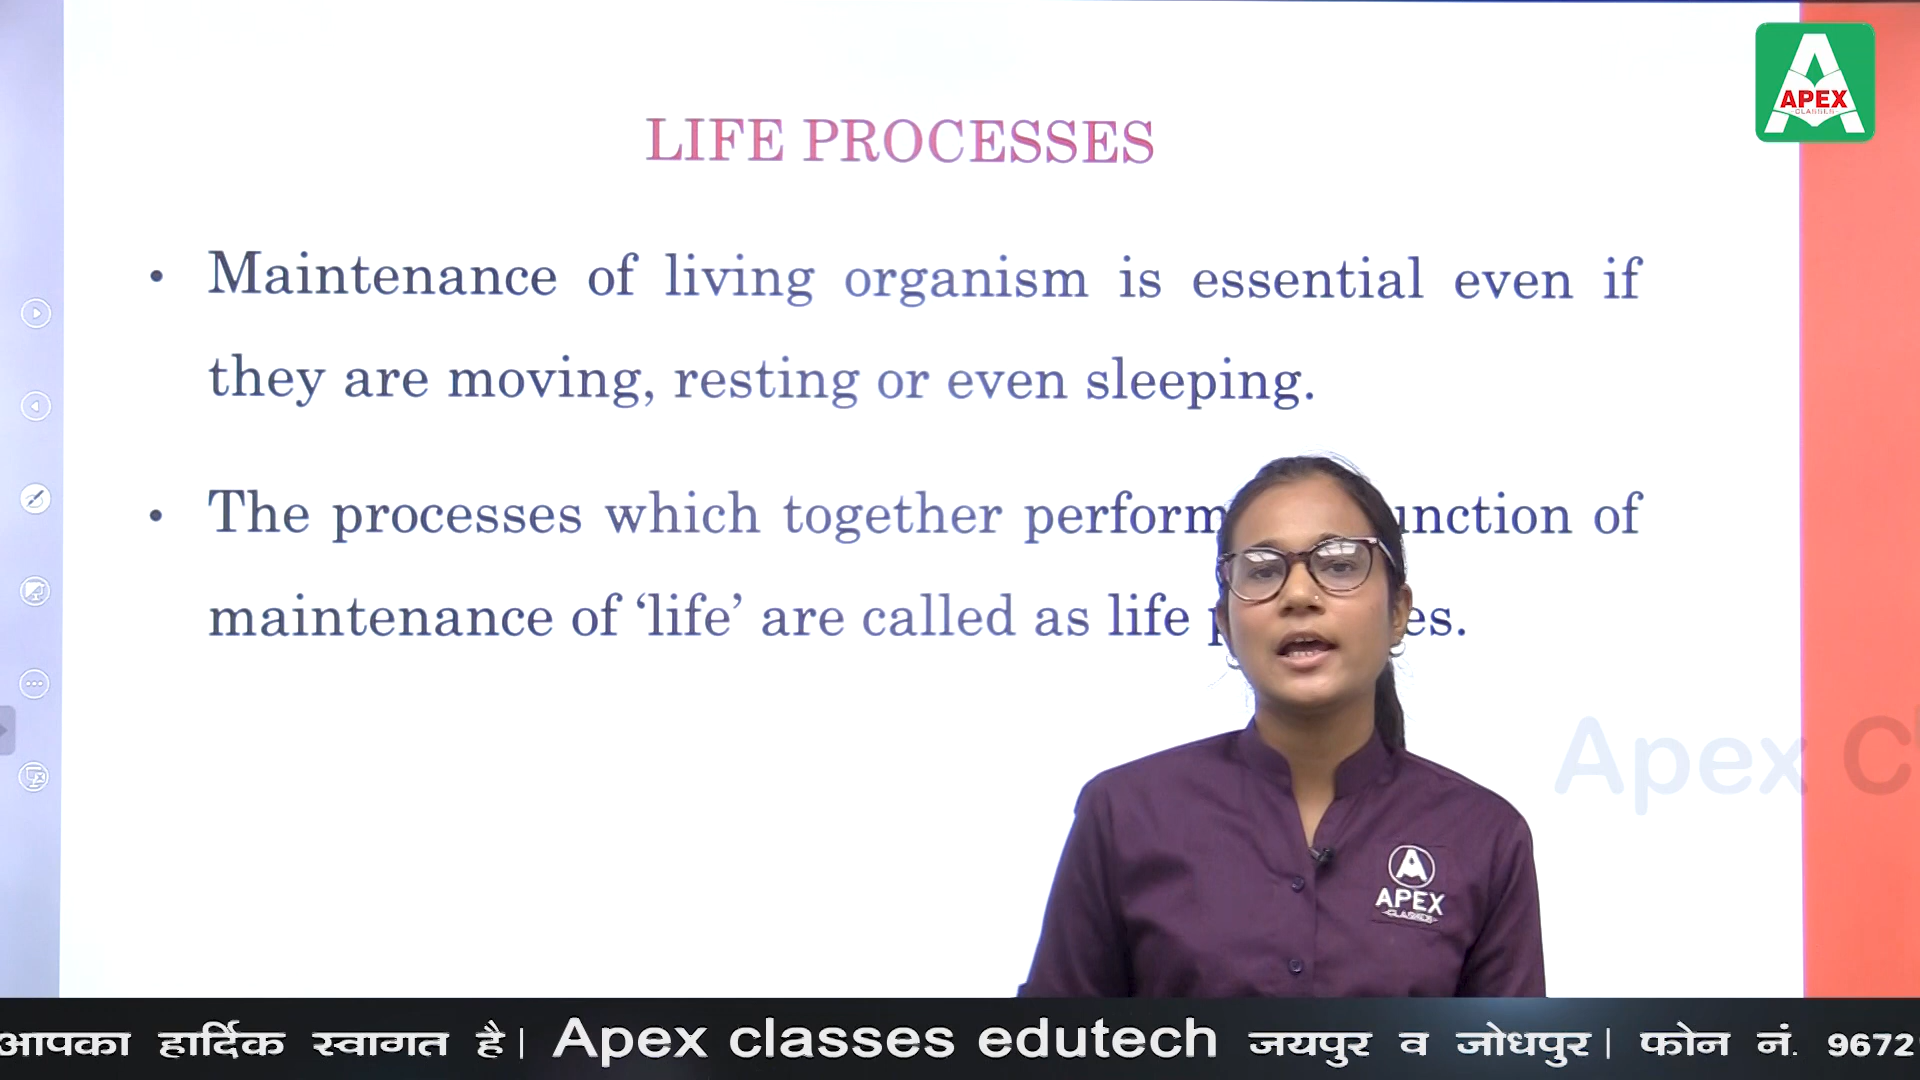 APEX
CLASSES
LIFE PROCESSES
• Maintenance of living organism is essential even if
they are moving, resting or even sleeping.
• The processes which together perform unction of
maintenance of ‘life’ are called as life p es.
Apex C
APEX
CLASSES
आपका हार्दिक स्वागत है| Apex classes edutech जयपुर व जोधपुर| फोन नं. 9672